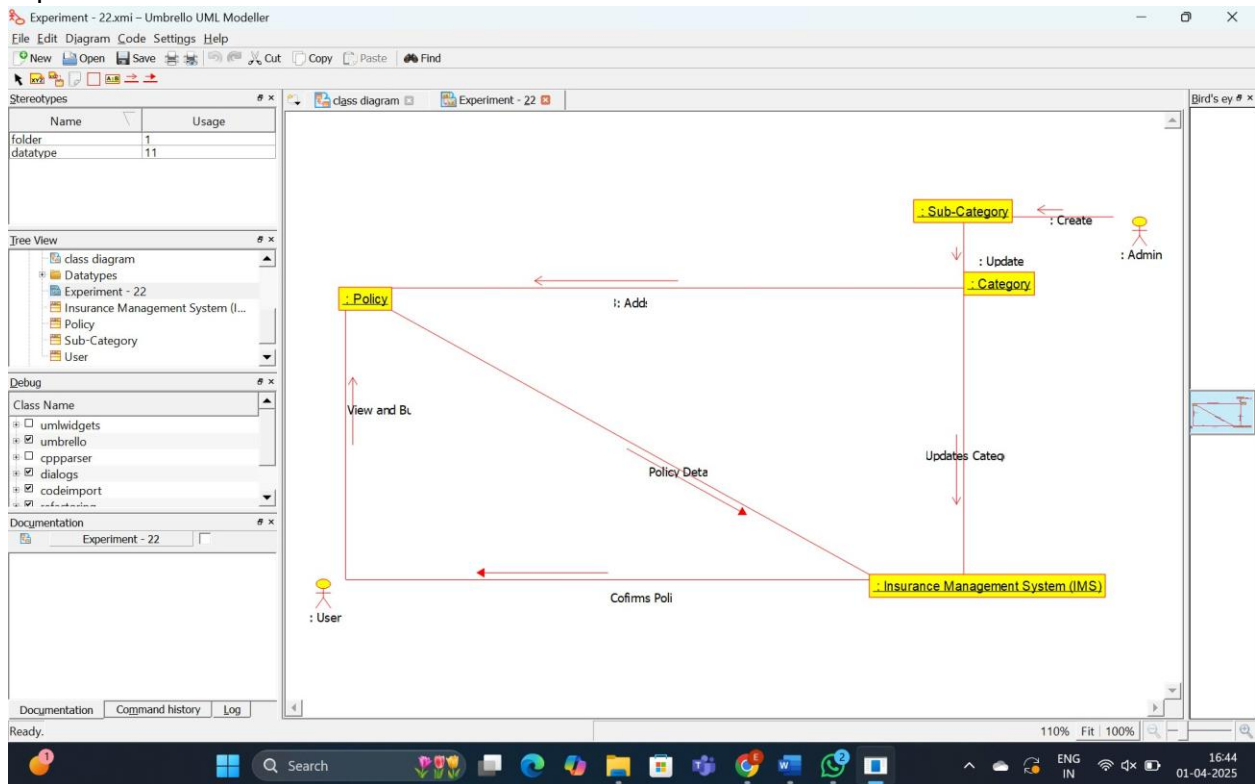 Experiment - 22.xmi – Umbrello UML Modeller
File Edit Diagram Code Settings Help
New Open Save Cut Copy Paste Find
Stereotypes
Name Usage
folder 1
datatype 11
Tree View
class diagram
Datatypes
Experiment - 22
Insurance Management System (I...
Policy
Sub-Category
User
Debug
Class Name
umlwidgets
umbrello
cppparser
dialogs
codeimport
Documentation
Experiment - 22
Documentation Command history Log
Ready.
class diagram Experiment - 22
: Sub-Category
: Create
: Admin
: Update
: Category
: Policy
: Add
View and Bu
Policy Deta
Updates Categ
Cofirms Poli
: Insurance Management System (IMS)
: User
Bird's ey
110% Fit 100%
1
Search
2
ENG
IN
16:44
01-04-2025